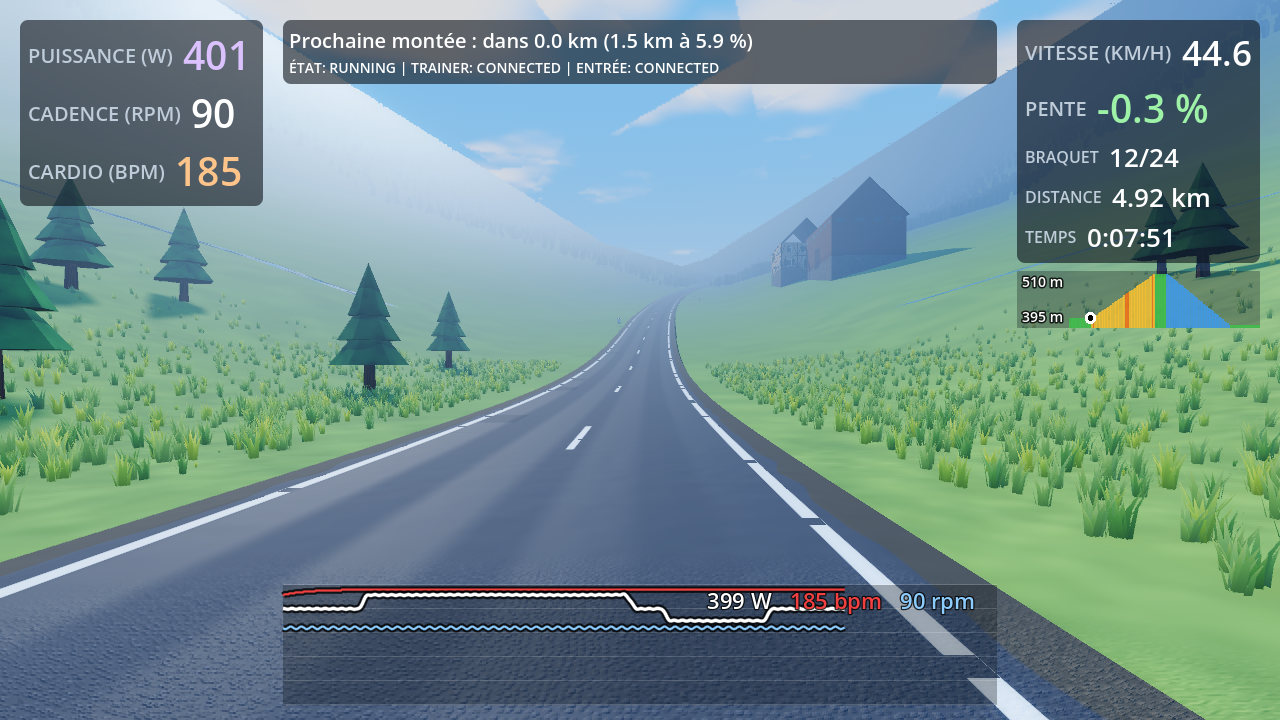 PUISSANCE (W) 401
CADENCE (RPM) 90
CARDIO (BPM) 185
Prochaine montée : dans 0.0 km (1.5 km à 5.9 %)
ÉTAT: RUNNING | TRAINER: CONNECTED | ENTRÉE: CONNECTED
VITESSE (KM/H) 44.6
PENTE -0.3 %
BRAQUET 12/24
DISTANCE 4.92 km
TEMPS 0:07:51
510 m
395 m
399 W 185 bpm 90 rpm